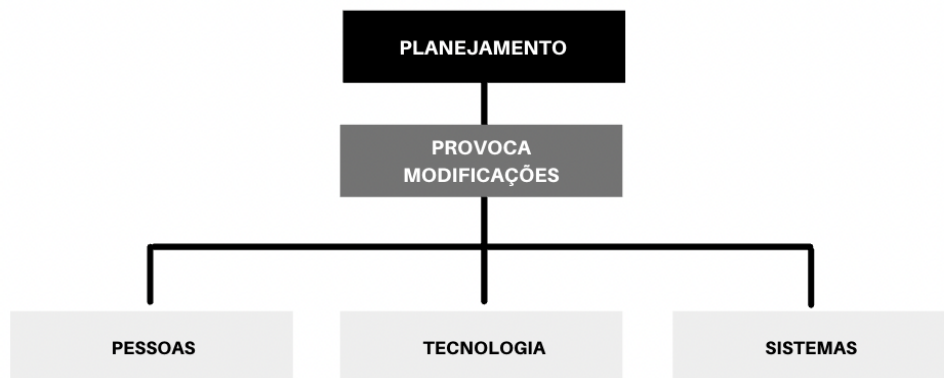 PLANEJAMENTO
PROVOCA
MODIFICAÇÕES
PESSOAS
TECNOLOGIA
SISTEMAS